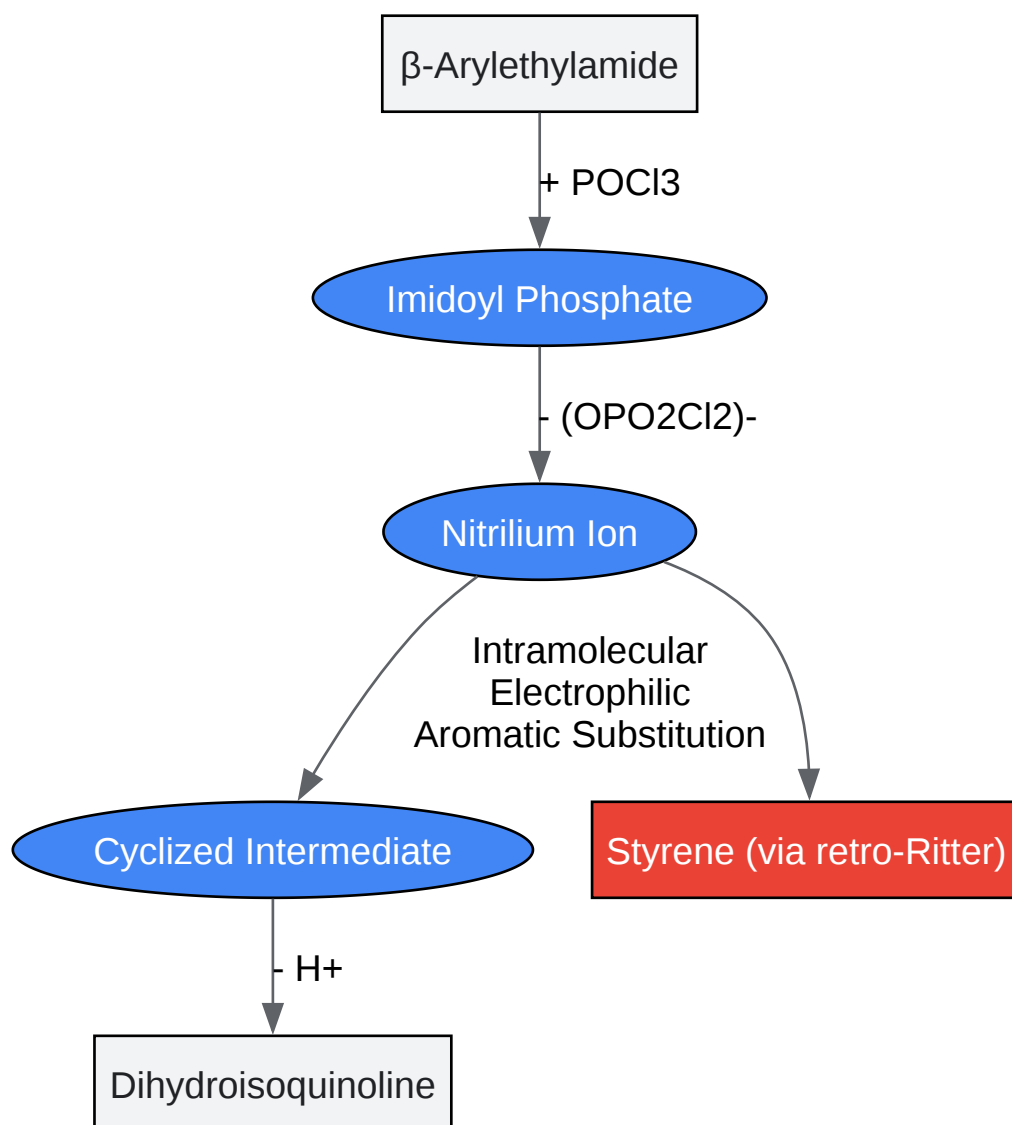 β-Arylethylamide
+ POCl3
Imidoyl Phosphate
- (OPO2Cl2)-
Nitrilium Ion
Intramolecular
Electrophilic
Aromatic Substitution
Cyclized Intermediate
Styrene (via retro-Ritter)
- H+
Dihydroisoquinoline